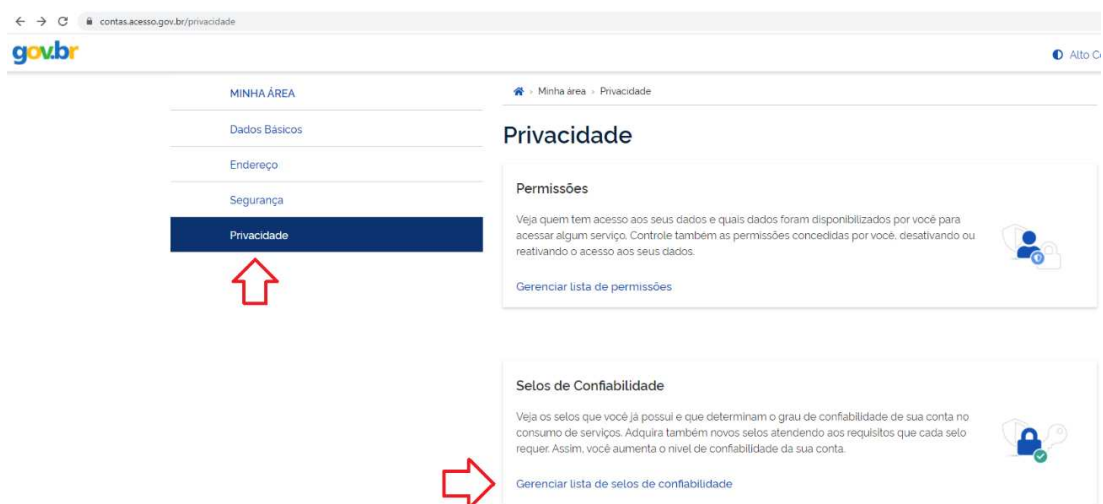 contas.acesso.gov.br/privacidade
gov.br
Alto
MINHA ÁREA
Dados Básicos
Endereço
Segurança
Privacidade
Minha área › Privacidade
Privacidade
Permissões
Veja quem tem acesso aos seus dados e quais dados foram disponibilizados por você para
acessar algum serviço. Controle também as permissões concedidas por você, desativando ou
reativando o acesso aos seus dados.
Gerenciar lista de permissões
Selos de Confiabilidade
Veja os selos que você já possui e que determinam o grau de confiabilidade de sua conta no
consumo de serviços. Adquira também novos selos atendendo aos requisitos que cada selo
requer. Assim, você aumenta o nível de confiabilidade da sua conta.
Gerenciar lista de selos de confiabilidade